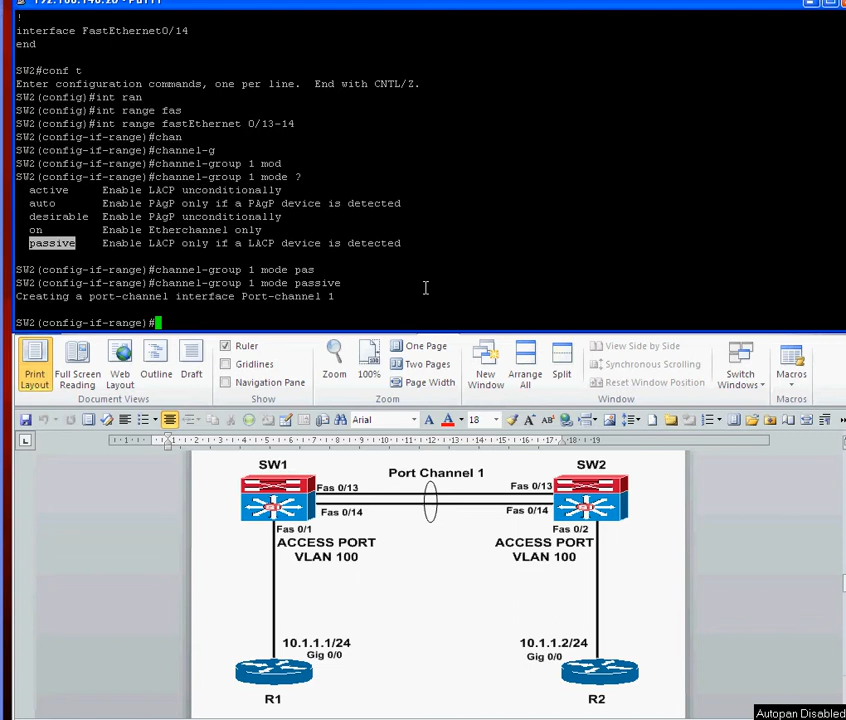 !
interface FastEthernet0/14
end
SW2#conf t
Enter configuration commands, one per line.  End with CNTL/Z.
SW2(config)#int ran
SW2(config)#int range fas
SW2(config)#int range fastEthernet 0/13-14
SW2(config-if-range)#chan
SW2(config-if-range)#channel-g
SW2(config-if-range)#channel-group 1 mod
SW2(config-if-range)#channel-group 1 mode ?
active     Enable LACP unconditionally
auto       Enable PAgP only if a PAgP device is detected
desirable  Enable PAgP unconditionally
on         Enable Etherchannel only
passive    Enable LACP only if a LACP device is detected
SW2(config-if-range)#channel-group 1 mode pas
SW2(config-if-range)#channel-group 1 mode passive
Creating a port-channel interface Port-channel 1
SW2(config-if-range)#
Print Layout
Full Screen Reading
Web Layout
Outline
Draft
Document Views
Ruler
Gridlines
Navigation Pane
Show
Zoom
100%
One Page
Two Pages
Page Width
Zoom
New Window
Arrange All
Split
View Side by Side
Synchronous Scrolling
Reset Window Position
Window
Switch Windows
Macros
Macros
Arial
18
SW1
Port Channel 1
SW2
Fas 0/13
Fas 0/13
Fas 0/14
Fas 0/14
Fas 0/1
Fas 0/2
ACCESS PORT
VLAN 100
ACCESS PORT
VLAN 100
10.1.1.1/24
Gig 0/0
10.1.1.2/24
Gig 0/0
R1
R2
Autopan Disabled